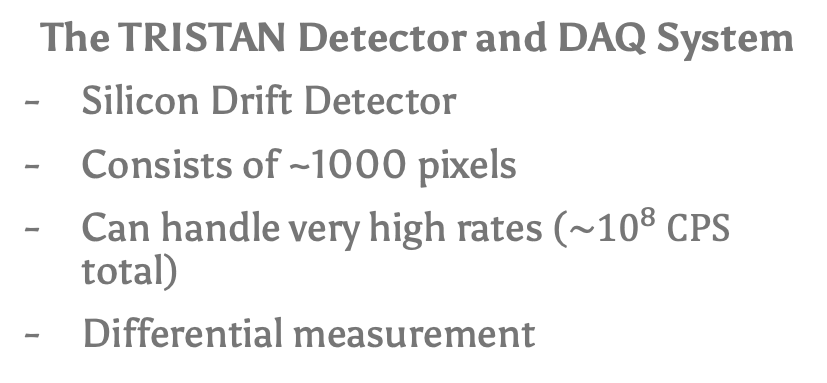 The TRISTAN Detector and DAQ System
- Silicon Drift Detector
- Consists of ~1000 pixels
- Can handle very high rates (~10⁸ CPS
total)
- Differential measurement